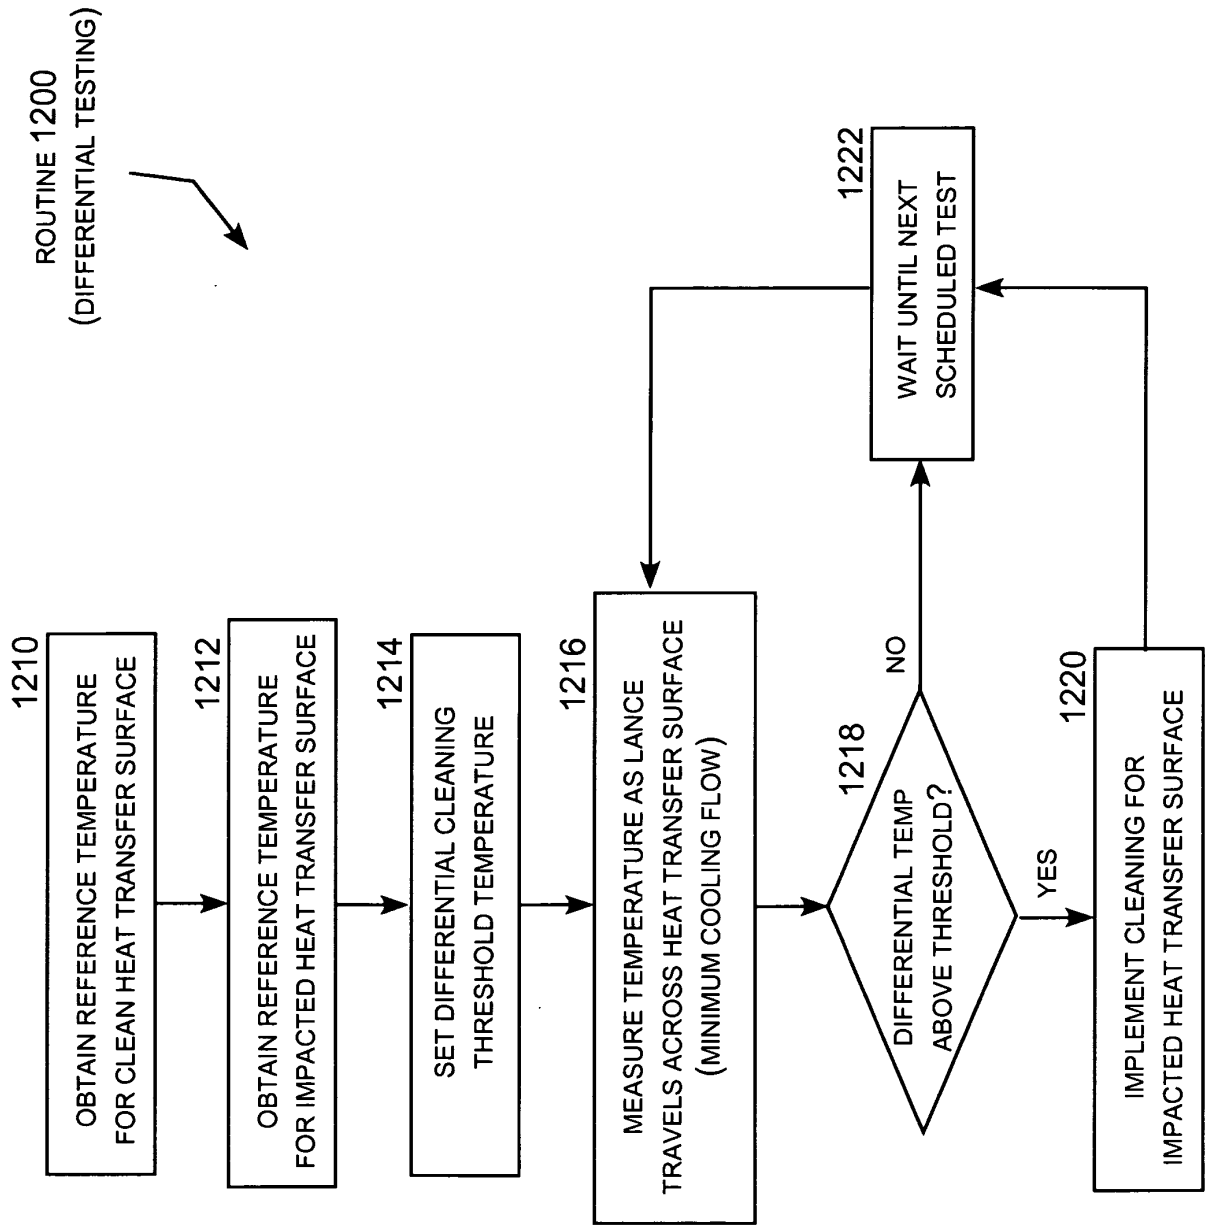 ROUTINE 1200
(DIFFERENTIAL TESTING)
1210
OBTAIN REFERENCE TEMPERATURE
FOR CLEAN HEAT TRANSFER SURFACE
1212
OBTAIN REFERENCE TEMPERATURE
FOR IMPACTED HEAT TRANSFER SURFACE
1214
SET DIFFERENTIAL CLEANING
THRESHOLD TEMPERATURE
1216
MEASURE TEMPERATURE AS LANCE
TRAVELS ACROSS HEAT TRANSFER SURFACE
(MINIMUM COOLING FLOW)
1218
DIFFERENTIAL TEMP
ABOVE THRESHOLD?
NO
YES
1222
WAIT UNTIL NEXT
SCHEDULED TEST
1220
IMPLEMENT CLEANING FOR
IMPACTED HEAT TRANSFER SURFACE